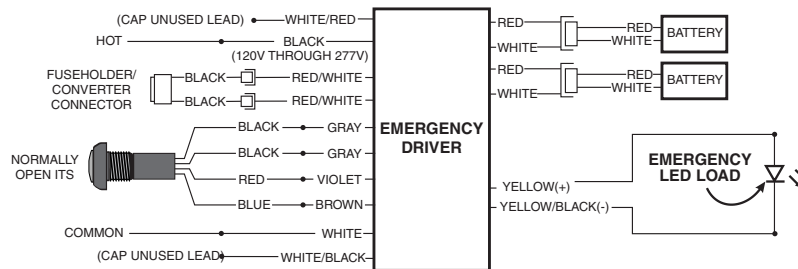 (CAP UNUSED LEAD) WHITE/RED
HOT BLACK
(120V THROUGH 277V)
FUSEHOLDER/
CONVERTER
CONNECTOR
BLACK RED/WHITE
BLACK RED/WHITE
NORMALLY
OPEN ITS
BLACK GRAY
BLACK GRAY
RED VIOLET
BLUE BROWN
COMMON WHITE
(CAP UNUSED LEAD) WHITE/BLACK
EMERGENCY
DRIVER
RED RED BATTERY
WHITE WHITE
RED RED BATTERY
WHITE WHITE
YELLOW(+)
YELLOW/BLACK(-)
EMERGENCY
LED LOAD